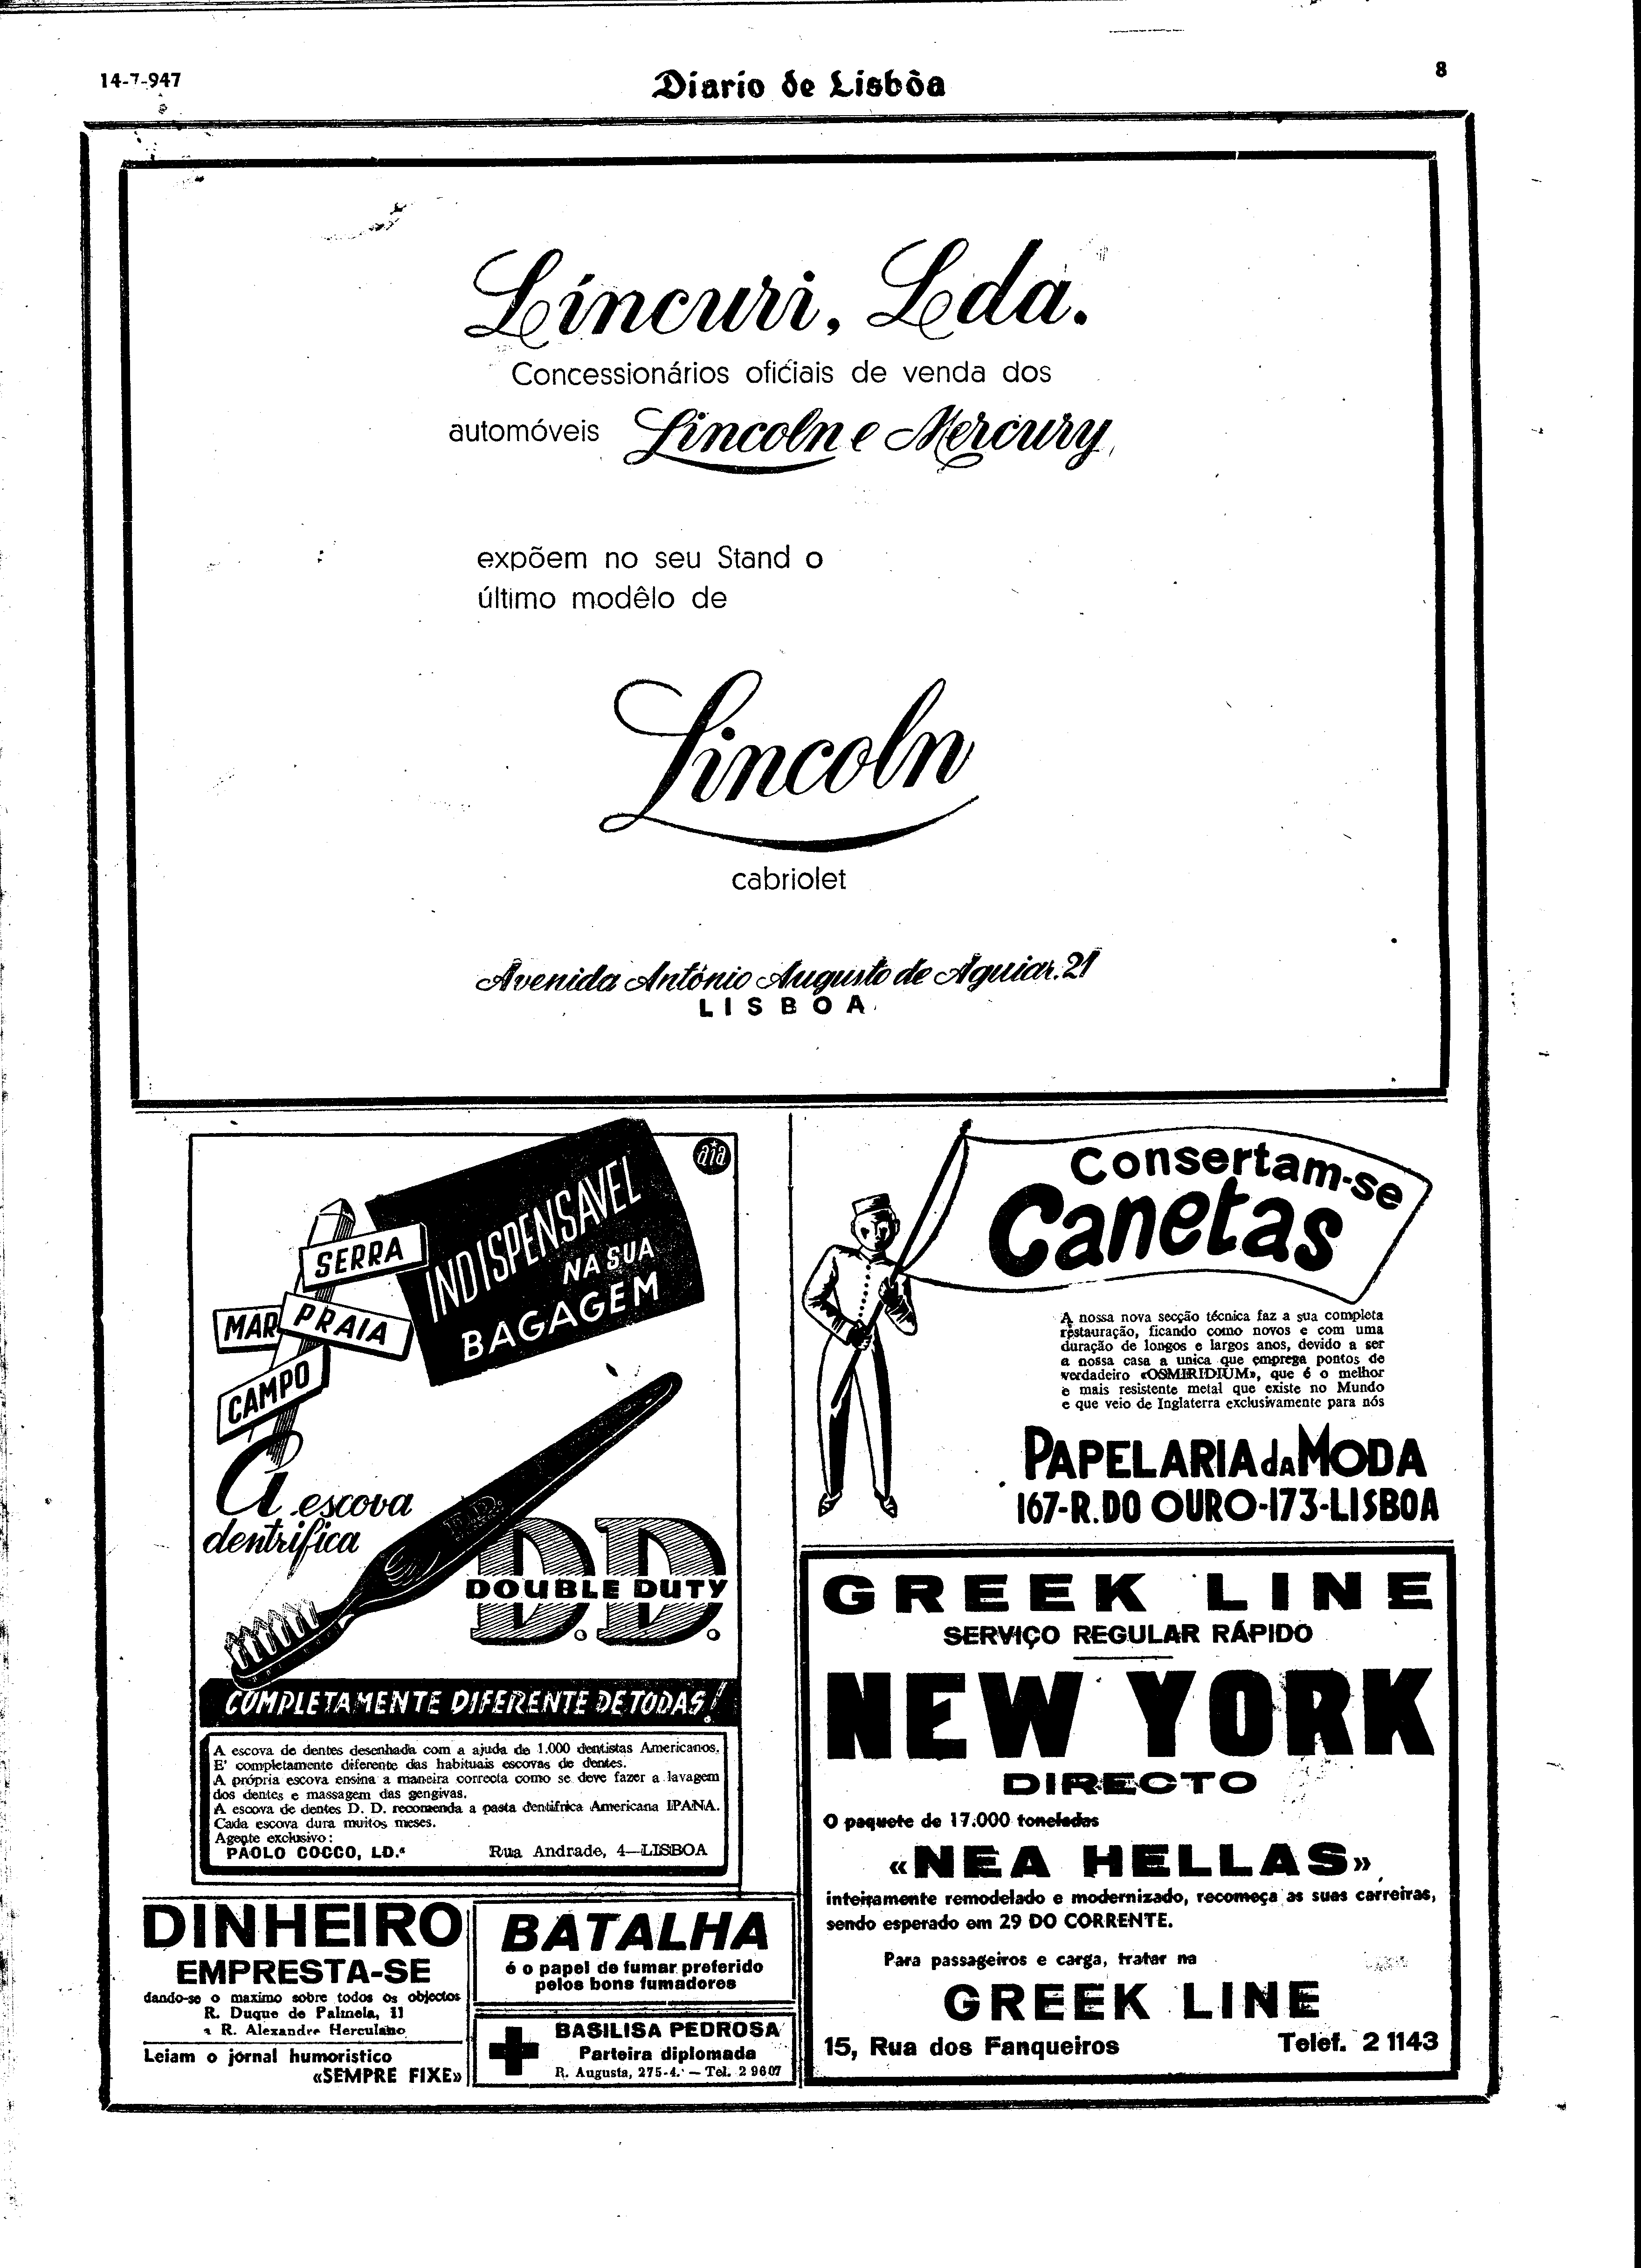 14-7-947
Diario de Lisbôa
8
Lincuri, Lda.
Concessionários oficiais de venda dos
automóveis Lincoln e Mercury,
expõem no seu Stand o
último modêlo de
Lincoln
cabriolet
Avenida António Augusto de Aguiar. 21
LISBOA
aia
INDISPENSAVEL
NA SUA
BAGAGEM
SERRA
MAR
PRAIA
CAMPO
A escova
dentrifica
D.D.
D.D.
DOUBLE DUTY
COMPLETAMENTE DIFERENTE DE TODAS!
A escova de dentes desenhada com a ajuda de 1.000 dentistas Americanos.
E' completamente diferente das habituais escovas de dentes.
A própria escova ensina a maneira correcta como se deve fazer a lavagem
dos dentes e massagem das gengivas.
A escova de dentes D. D. recomenda a pasta dentífrica Americana IPANA.
Cada escova dura muitos meses.
Agente exclusivo:
PAOLO COCCO, LD.ª Rua Andrade, 4—LISBOA
DINHEIRO
EMPRESTA-SE
dando-se o maximo sobre todos os objectos
R. Duque de Palmela, 11
à R. Alexandre Herculano
Leiam o jornal humoristico
«SEMPRE FIXE»
BATALHA
é o papel de fumar preferido
pelos bons fumadores
BASILISA PEDROSA
Parteira diplomada
R. Augusta, 275-4.° — Tel. 2 9607
Consertam-se
Canetas
A nossa nova secção técnica faz a sua completa
restauração, ficando como novos e com uma
duração de longos e largos anos, devido a ser
a nossa casa a unica que emprega pontos de
verdadeiro «OSMIRIDIUM», que é o melhor
e mais resistente metal que existe no Mundo
e que veio de Inglaterra exclusivamente para nós
PAPELARIA da MODA
167-R. DO OURO-173-LISBOA
GREEK LINE
SERVIÇO REGULAR RÁPIDO
NEW YORK
DIRECTO
O paquete de 17.000 toneladas
«NEA HELLAS»
inteiramente remodelado e modernizado, recomeça as suas carreiras,
sendo esperado em 29 DO CORRENTE.
Para passageiros e carga, tratar na
GREEK LINE
15, Rua dos Fanqueiros Telef. 2 1143